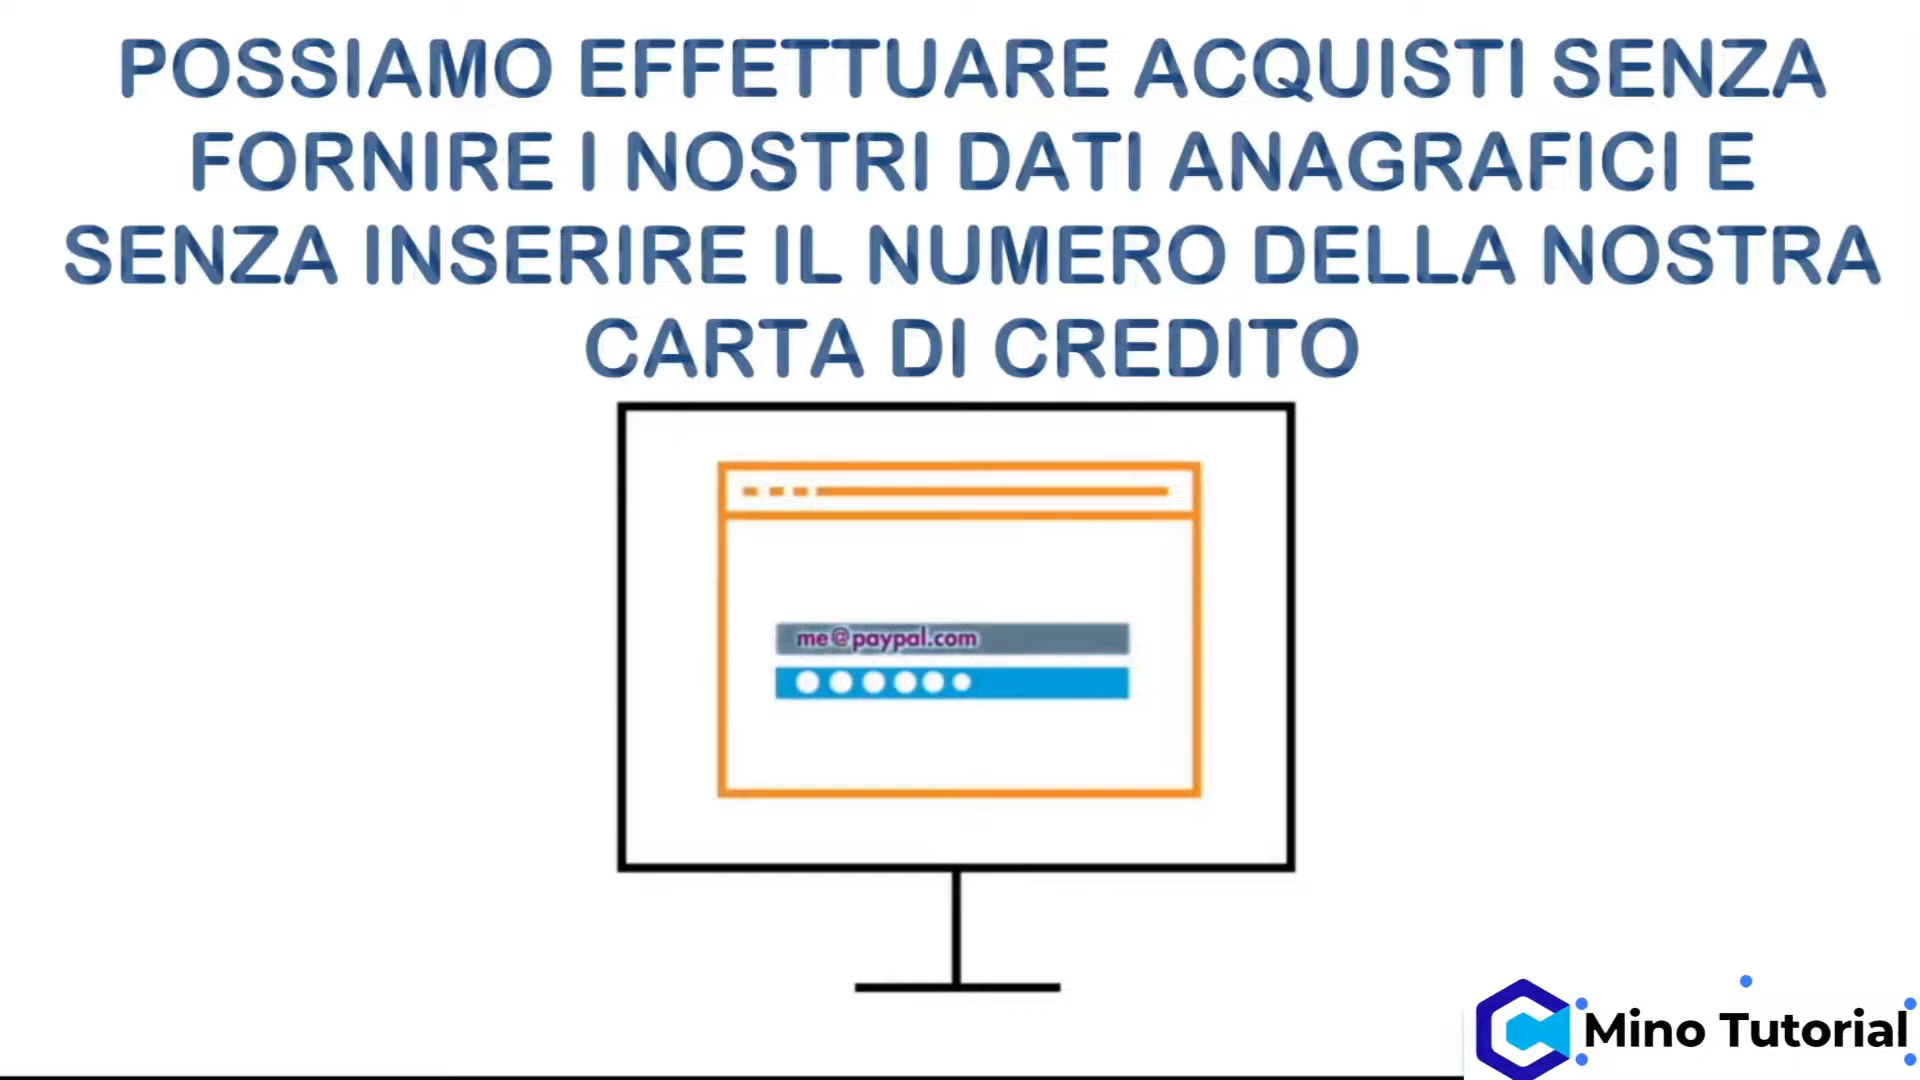 POSSIAMO EFFETTUARE ACQUISTI SENZA
FORNIRE I NOSTRI DATI ANAGRAFICI E
SENZA INSERIRE IL NUMERO DELLA NOSTRA
CARTA DI CREDITO
me@paypal.com
Mino Tutorial